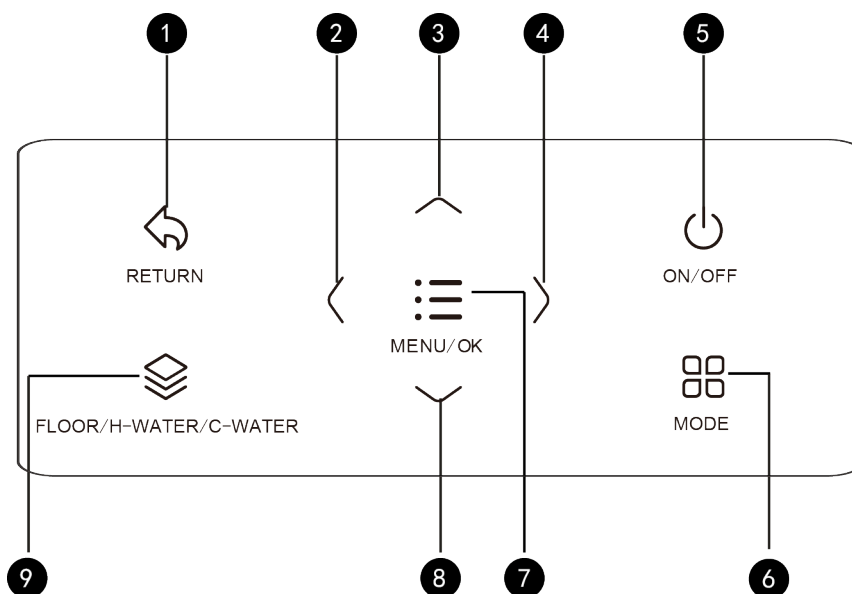 1 2 3 4 5
RETURN
ON/OFF
MENU/OK
FLOOR/H-WATER/C-WATER
MODE
9 8 7 6